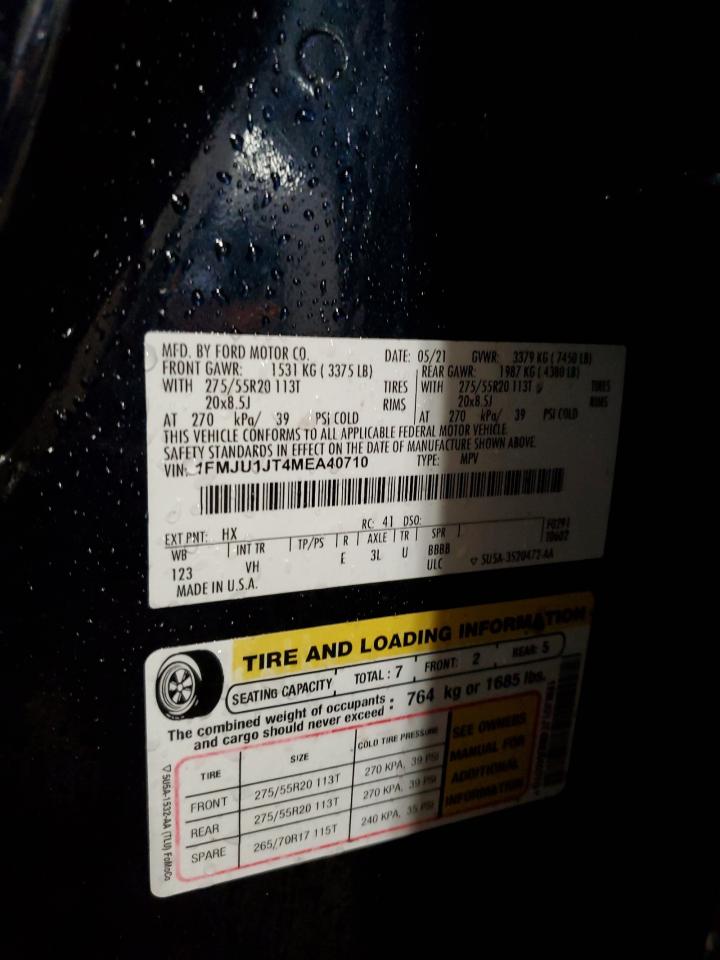 MFD. BY FORD MOTOR CO. DATE: 05/21 GVWR: 3379 KG ( 7450 LB)
FRONT GAWR: 1531 KG ( 3375 LB) REAR GAWR: 1987 KG ( 4380 LB)
WITH 275/55R20 113T TIRES WITH 275/55R20 113T TIRES
20x8.5J RIMS 20x8.5J RIMS
AT 270 kPa/ 39 PSI COLD AT 270 kPa/ 39 PSI COLD
THIS VEHICLE CONFORMS TO ALL APPLICABLE FEDERAL MOTOR VEHICLE
SAFETY STANDARDS IN EFFECT ON THE DATE OF MANUFACTURE SHOWN ABOVE.
VIN: 1FMJU1JT4MEA40710 TYPE: MPV
EXT PNT: HX RC: 41 DSO:
WB INT TR TP/PS R AXLE TR SPR
123 VH E 3L U BBBB
ULC
MADE IN U.S.A.
5U5A-3520472-AA
TIRE AND LOADING INFORMATION
SEATING CAPACITY TOTAL : 7 FRONT: 2 REAR: 5
The combined weight of occupants and cargo should never exceed : 764 kg or 1685 lbs.
TIRE SIZE COLD TIRE PRESSURE
FRONT 275/55R20 113T 270 KPA, 39 PSI
REAR 275/55R20 113T 270 KPA, 39 PSI
SPARE 265/70R17 115T 240 KPA, 35 PSI
SEE OWNERS
MANUAL FOR
ADDITIONAL
INFORMATION
5U5A-1532-AA (TLU) FoMoCo